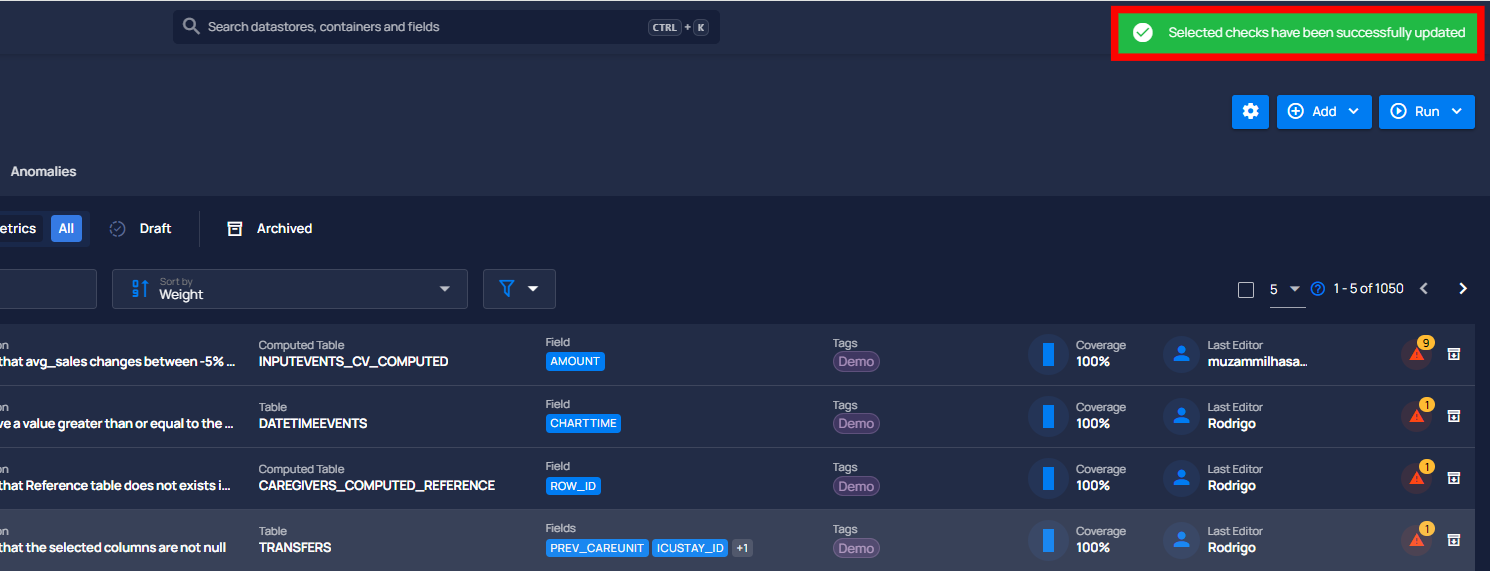 Search datastores, containers and fields CTRL + K
Selected checks have been successfully updated
Add Run
Anomalies
etrics All Draft Archived
Sort by
Weight
5 1 - 5 of 1050
on Computed Table Field Tags Coverage Last Editor 9
that avg_sales changes between -5% ... INPUTEVENTS_CV_COMPUTED AMOUNT Demo 100% muzammilhasa...
on Table Field Tags Coverage Last Editor 1
ve a value greater than or equal to the ... DATETIMEEVENTS CHARTTIME Demo 100% Rodrigo
on Computed Table Field Tags Coverage Last Editor 1
that Reference table does not exists i... CAREGIVERS_COMPUTED_REFERENCE ROW_ID Demo 100% Rodrigo
on Table Fields Tags Coverage Last Editor 1
that the selected columns are not null TRANSFERS PREV_CAREUNIT ICUSTAY_ID +1 Demo 100% Rodrigo